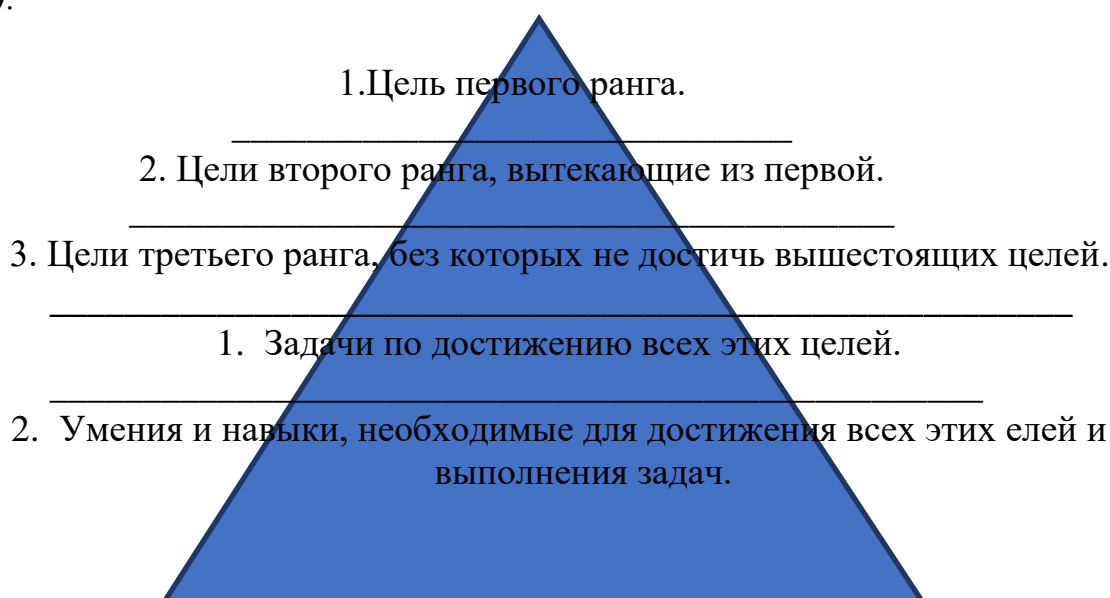 1.Цель первого ранга.
2. Цели второго ранга, вытекающие из первой.
3. Цели третьего ранга, без которых не достичь вышестоящих целей.
1. Задачи по достижению всех этих целей.
2. Умения и навыки, необходимые для достижения всех этих елей и
выполнения задач.